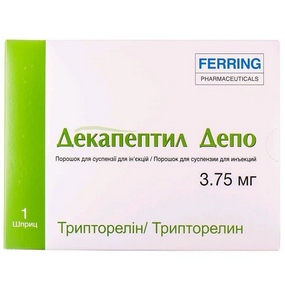 FERRING
PHARMACEUTICALS
Декапептил Депо
Порошок для суспензії для ін'єкцій / Порошок для суспензии для инъекций
3.75 мг
1
Шприц
Трипторелін/ Трипторелин